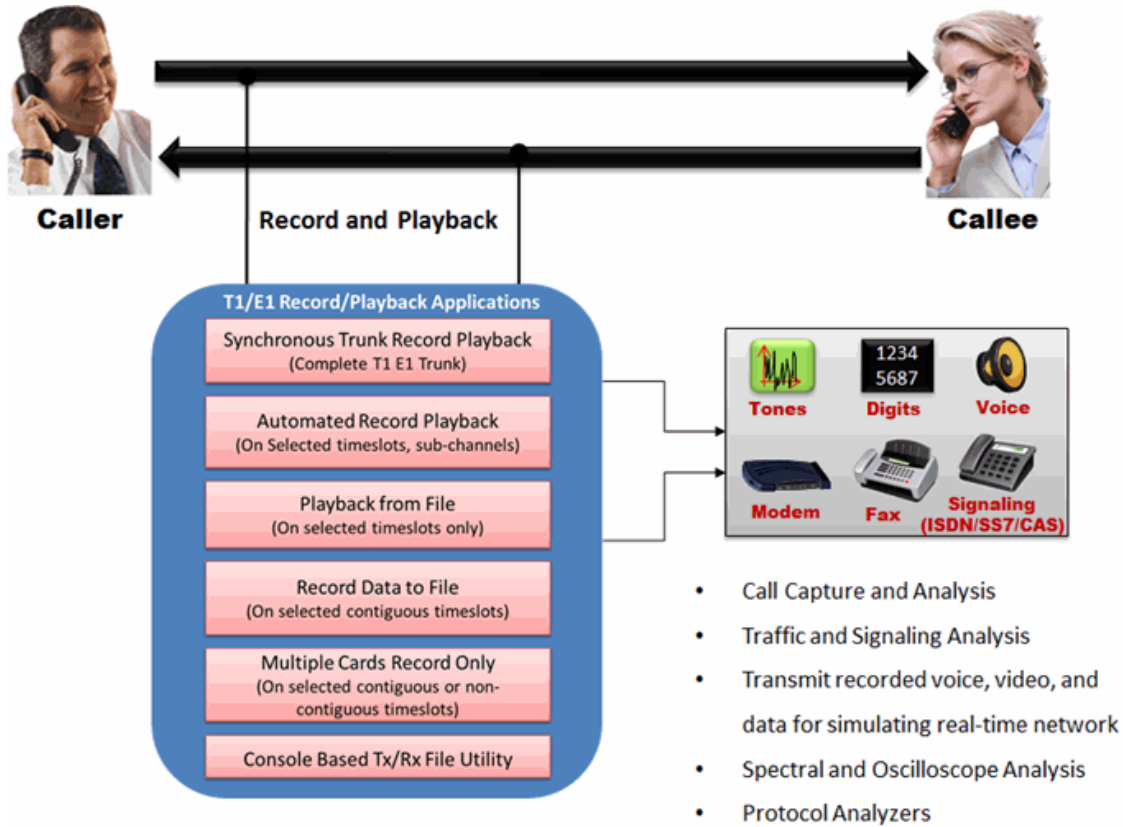 Caller
Record and Playback
Callee
T1/E1 Record/Playback Applications
Synchronous Trunk Record Playback
(Complete T1 E1 Trunk)
Automated Record Playback
(On Selected timeslots, sub-channels)
Playback from File
(On selected timeslots only)
Record Data to File
(On selected contiguous timeslots)
Multiple Cards Record Only
(On selected contiguous or non-
contiguous timeslots)
Console Based Tx/Rx File Utility
1234
5687
Tones
Digits
Voice
Modem
Fax
Signaling
(ISDN/SS7/CAS)
• Call Capture and Analysis
• Traffic and Signaling Analysis
• Transmit recorded voice, video, and
data for simulating real-time network
• Spectral and Oscilloscope Analysis
• Protocol Analyzers